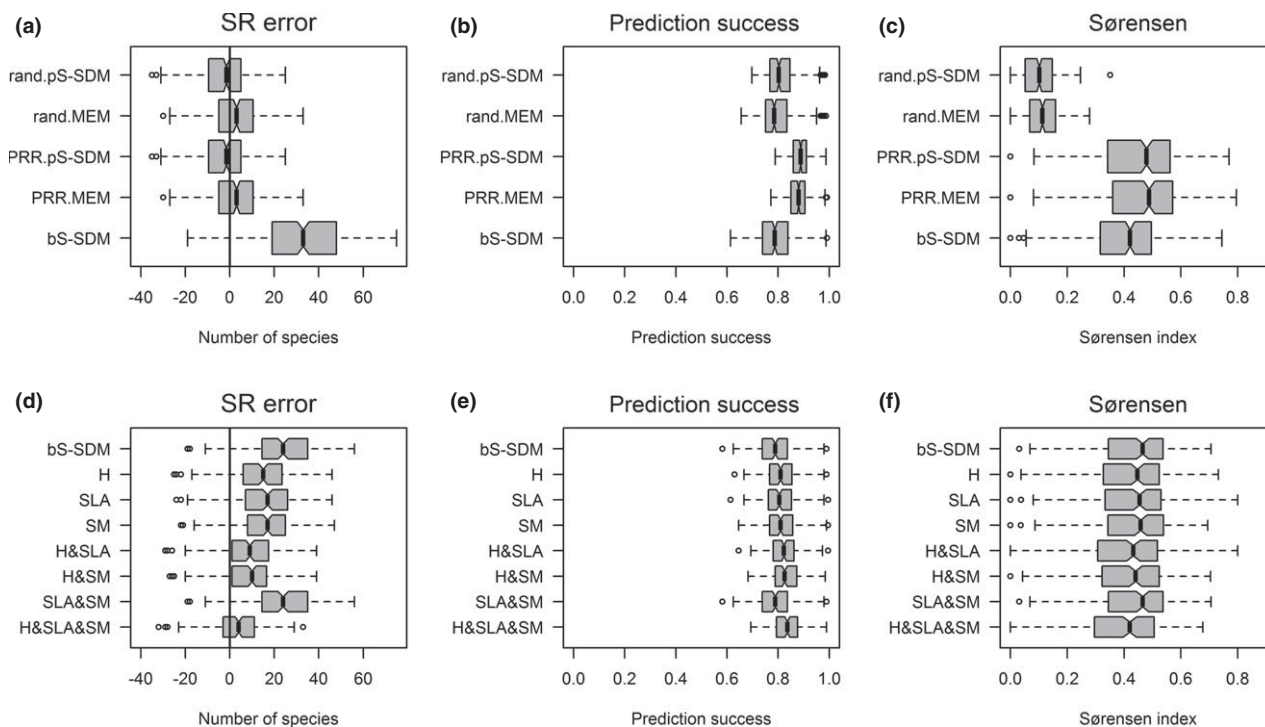 (a) SR error
rand.pS-SDM
rand.MEM
PRR.pS-SDM
PRR.MEM
bS-SDM
-40 -20 0 20 40 60
Number of species
(b) Prediction success
rand.pS-SDM
rand.MEM
PRR.pS-SDM
PRR.MEM
bS-SDM
0.0 0.2 0.4 0.6 0.8 1.0
Prediction success
(c) Sørensen
rand.pS-SDM
rand.MEM
PRR.pS-SDM
PRR.MEM
bS-SDM
0.0 0.2 0.4 0.6 0.8
Sørensen index
(d) SR error
bS-SDM
H
SLA
SM
H&SLA
H&SM
SLA&SM
H&SLA&SM
-40 -20 0 20 40 60
Number of species
(e) Prediction success
bS-SDM
H
SLA
SM
H&SLA
H&SM
SLA&SM
H&SLA&SM
0.0 0.2 0.4 0.6 0.8 1.0
Prediction success
(f) Sørensen
bS-SDM
H
SLA
SM
H&SLA
H&SM
SLA&SM
H&SLA&SM
0.0 0.2 0.4 0.6 0.8
Sørensen index